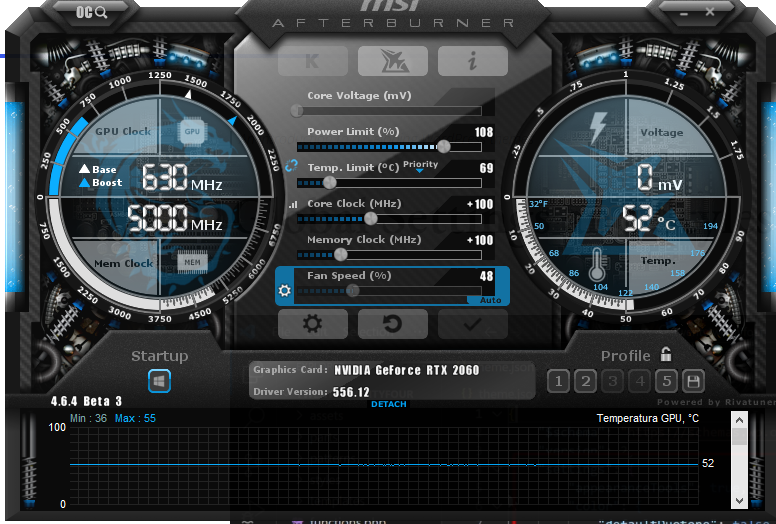 OC
msi
AFTERBURNER
K
i
GPU Clock
GPU
Base
Boost
630 MHz
5000 MHz
Mem Clock
MEM
0
250
500
750
1000
1250
1500
1750
2000
2250
0
750
1500
2250
3000
3750
4500
5250
6000
6750
Core Voltage (mV)
Power Limit (%) 108
Temp. Limit (ºC) Priority 69
Core Clock (MHz) +100
Memory Clock (MHz) +100
Fan Speed (%) 48
Auto
0
.25
.5
.75
1
1.25
1.5
1.75
Voltage
0 mV
52 °C
Temp.
32°F
50
68
86
104
122
140
158
176
194
10
20
30
40
50
60
70
80
90
Startup
Profile
Graphics Card: NVIDIA GeForce RTX 2060
Driver Version: 556.12
1 2 3 4 5
4.6.4 Beta 3
DETACH
Powered by Rivatuner
Min : 36 Max : 55
Temperatura GPU, °C
100
52
0